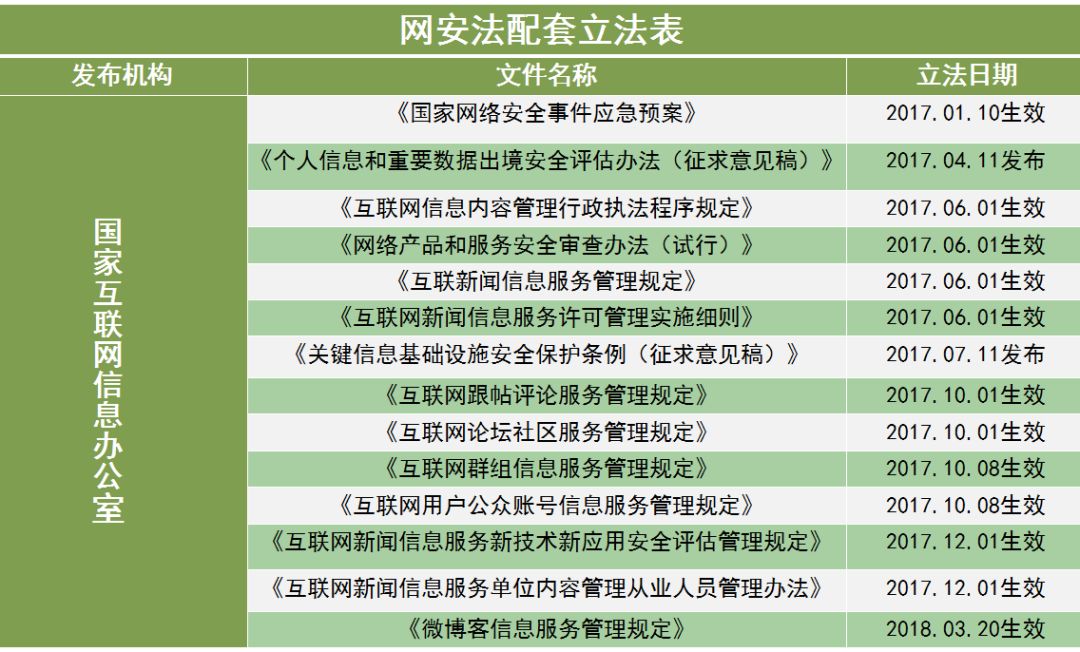 网安法配套立法表
发布机构 文件名称 立法日期
国家互联网信息办公室
《国家网络安全事件应急预案》 2017.01.10生效
《个人信息和重要数据出境安全评估办法（征求意见稿）》 2017.04.11发布
《互联网信息内容管理行政执法程序规定》 2017.06.01生效
《网络产品和服务安全审查办法（试行）》 2017.06.01生效
《互联新闻信息服务管理规定》 2017.06.01生效
《互联网新闻信息服务许可管理实施细则》 2017.06.01生效
《关键信息基础设施安全保护条例（征求意见稿）》 2017.07.11发布
《互联网跟帖评论服务管理规定》 2017.10.01生效
《互联网论坛社区服务管理规定》 2017.10.01生效
《互联网群组信息服务管理规定》 2017.10.08生效
《互联网用户公众账号信息服务管理规定》 2017.10.08生效
《互联网新闻信息服务新技术新应用安全评估管理规定》 2017.12.01生效
《互联网新闻信息服务单位内容管理从业人员管理办法》 2017.12.01生效
《微博客信息服务管理规定》 2018.03.20生效